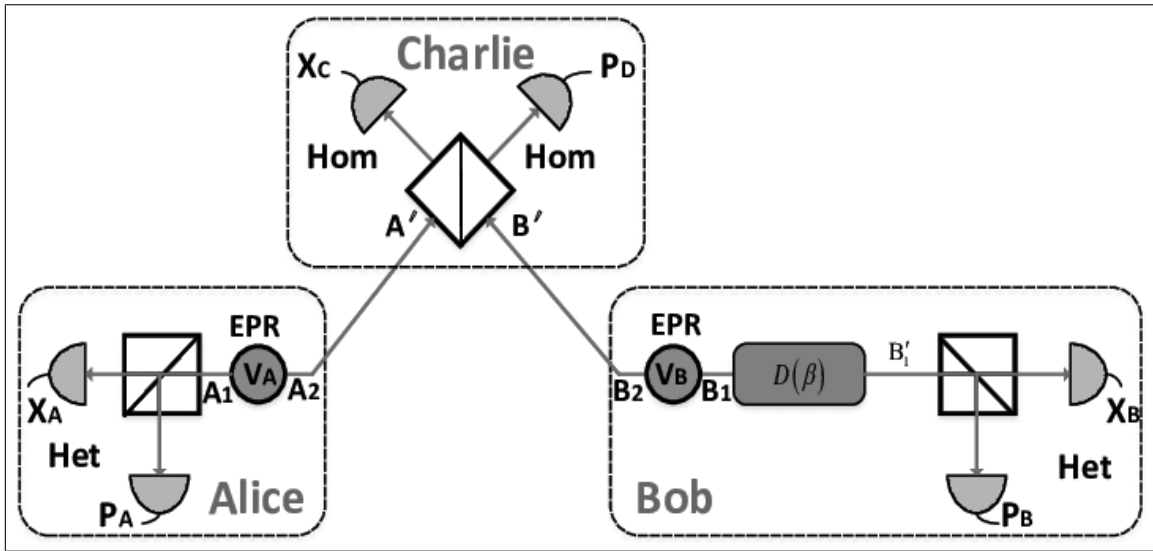 Charlie
XC
PD
Hom
Hom
A′
B′
EPR
VA
A1
A2
XA
Het
PA
Alice
EPR
VB
B2
B1
D(β)
B′1
XB
Het
PB
Bob